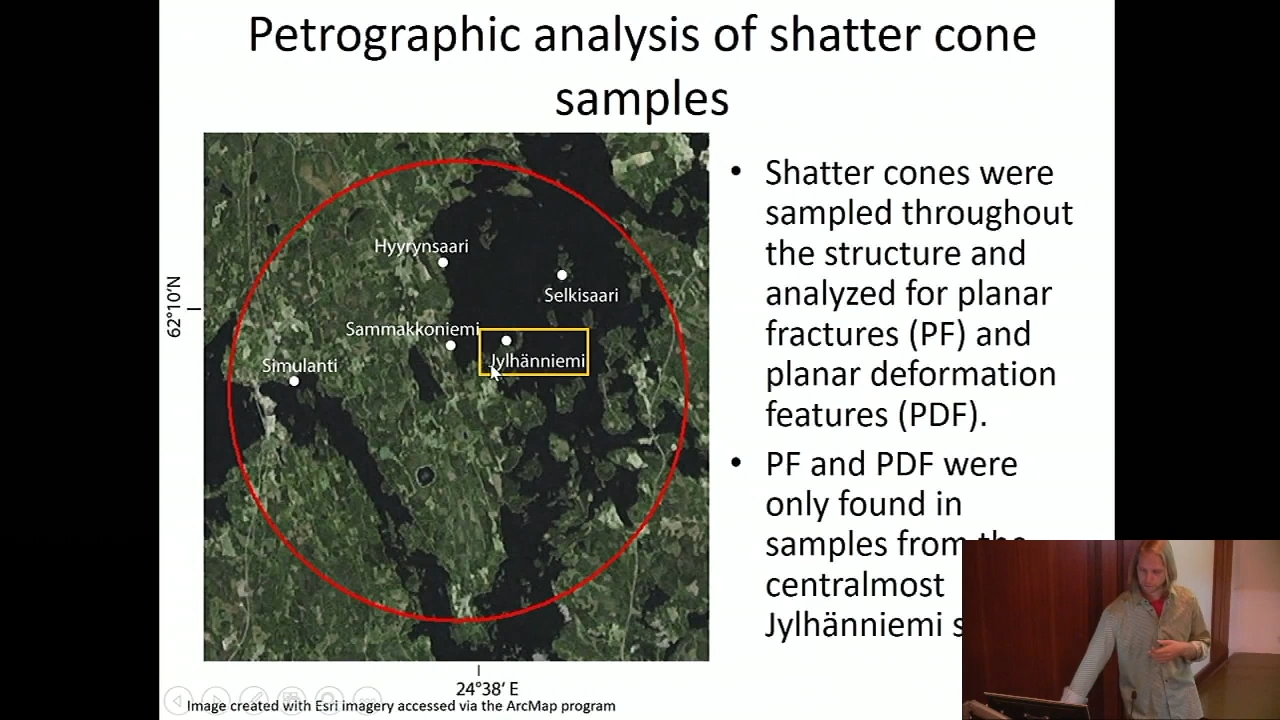 Petrographic analysis of shatter cone
samples
Hyyrynsaari
Selkisaari
Sammakkoniemi
Jylhänniemi
Simulanti
62°10'N
24°38' E
Image created with Esri imagery accessed via the ArcMap program
• Shatter cones were
sampled throughout
the structure and
analyzed for planar
fractures (PF) and
planar deformation
features (PDF).
• PF and PDF were
only found in
samples from the
centralmost
Jylhänniemi